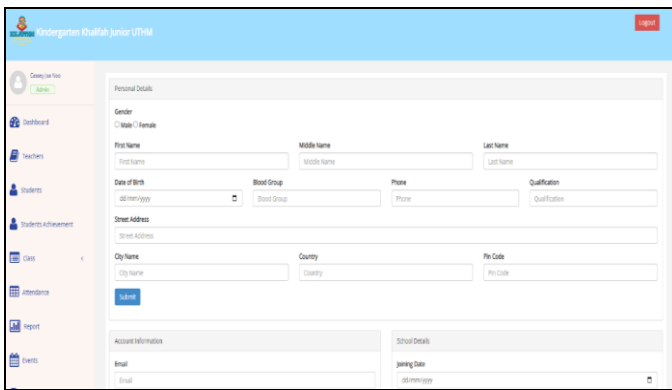 Kindergarten Khalifah Junior UTHM
Logout
Admin
Dashboard
Teachers
Students
Students Achievement
Class
Attendance
Report
Events
Personal Details
Gender
Male Female
First Name Middle Name Last Name
First Name Middle Name Last Name
Date of Birth Blood Group Phone Qualification
dd/mm/yyyy Blood Group Phone Qualification
Street Address
Street Address
City Name Country Pin Code
City Name Country Pin Code
Submit
Account Information School Details
Email Joining Date
Email dd/mm/yyyy